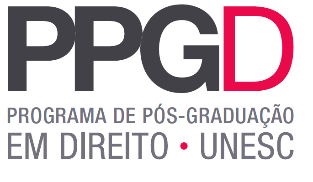 PPGD
PROGRAMA DE PÓS-GRADUAÇÃO
EM DIREITO • UNESC